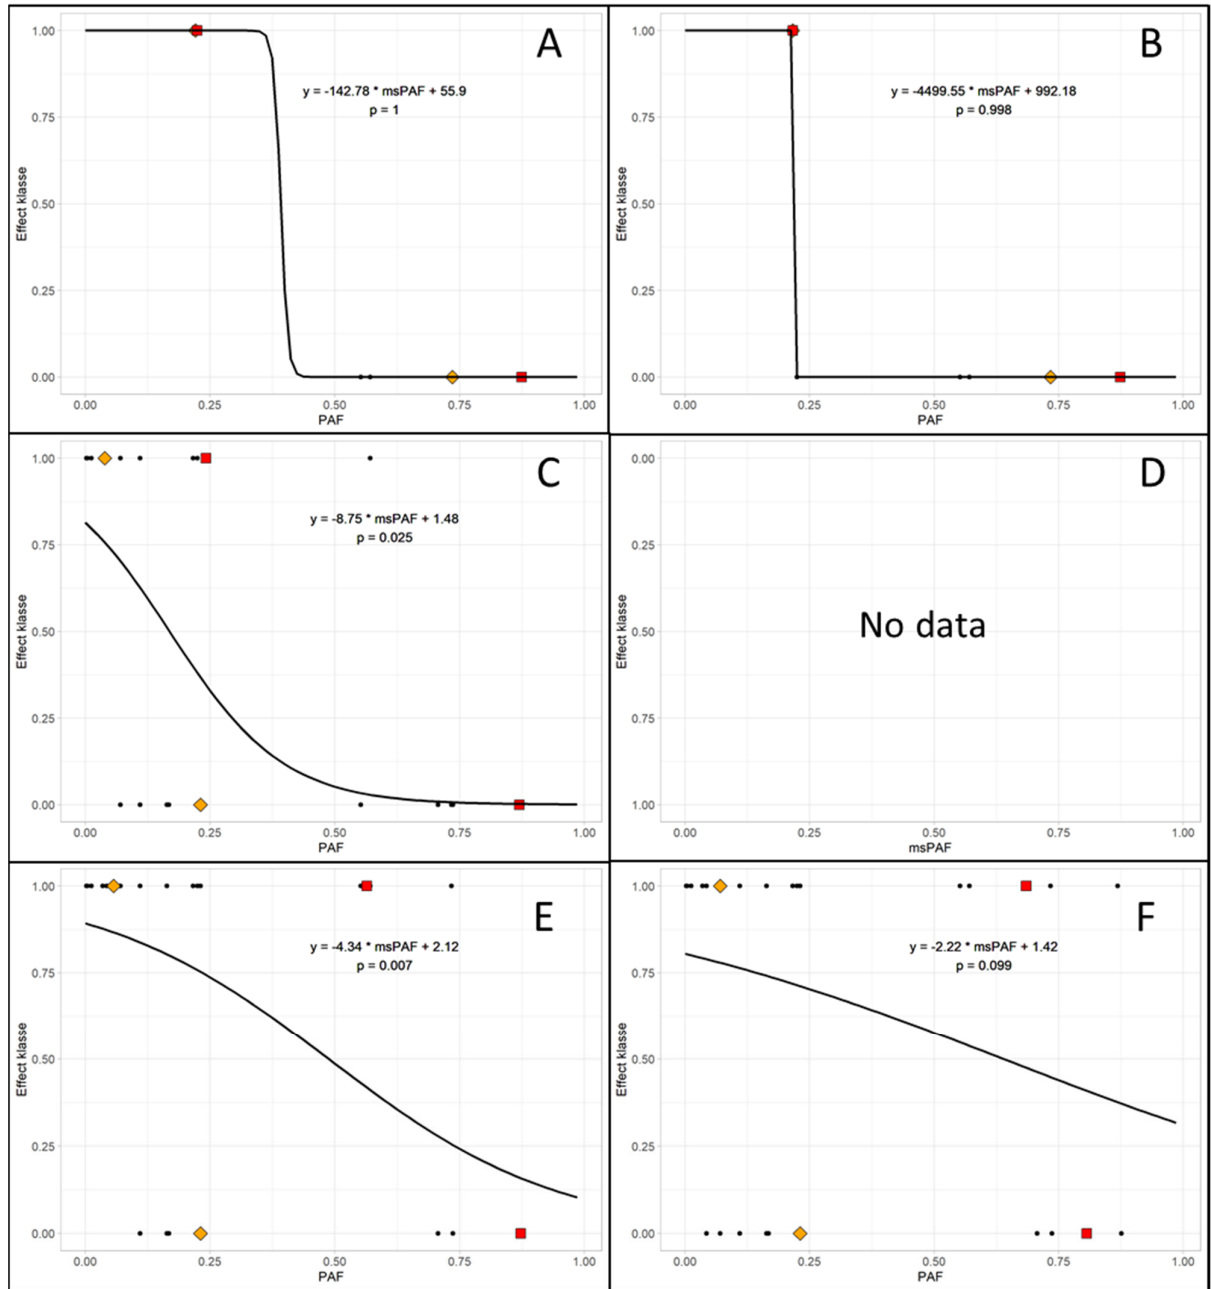 A
y = -142.78 * msPAF + 55.9
p = 1
1.00
0.75
0.50
0.25
0.00
Effect klasse
0.00 0.25 0.50 0.75 1.00
PAF
B
y = -4499.55 * msPAF + 992.18
p = 0.998
1.00
0.75
0.50
0.25
0.00
Effect klasse
0.00 0.25 0.50 0.75 1.00
PAF
C
y = -8.75 * msPAF + 1.48
p = 0.025
1.00
0.75
0.50
0.25
0.00
Effect klasse
0.00 0.25 0.50 0.75 1.00
PAF
D
No data
0.00
0.75
0.50
0.75
1.00
Effect klasse
0.00 0.25 0.50 0.75 1.00
msPAF
E
y = -4.34 * msPAF + 2.12
p = 0.007
1.00
0.75
0.50
0.25
0.00
Effect klasse
0.00 0.25 0.50 0.75 1.00
PAF
F
y = -2.22 * msPAF + 1.42
p = 0.099
1.00
0.75
0.50
0.25
0.00
Effect klasse
0.00 0.25 0.50 0.75 1.00
PAF